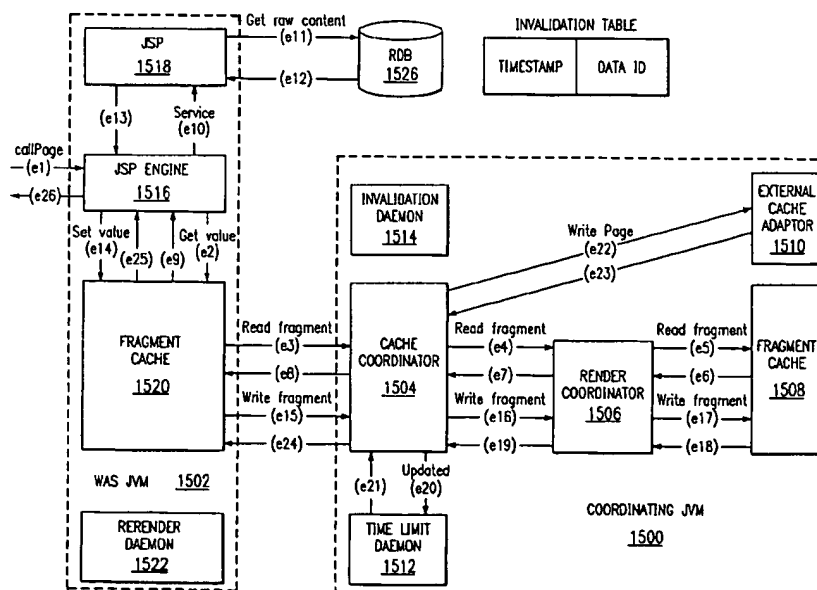 Get raw content
(e11)
INVALIDATION TABLE
JSP
1518
RDB
1526
TIMESTAMP
DATA ID
(e12)
Service
(e10)
(e13)
callPage
(e1)
JSP ENGINE
1516
(e26)
INVALIDATION
DAEMON
1514
EXTERNAL
CACHE
ADAPTOR
1510
Write Page
(e22)
(e23)
Set value
(e14)
(e25)
(e9)
Get value
(e2)
FRAGMENT
CACHE
1520
Read fragment
(e3)
(e8)
Write fragment
(e15)
(e24)
CACHE
COORDINATOR
1504
Read fragment
(e4)
(e7)
Write fragment
(e16)
(e19)
RENDER
COORDINATOR
1506
Read fragment
(e5)
(e6)
Write fragment
(e17)
(e18)
FRAGMENT
CACHE
1508
WAS JVM 1502
(e21)
Updated
(e20)
RERENDER
DAEMON
1522
TIME LIMIT
DAEMON
1512
COORDINATING JVM
1500